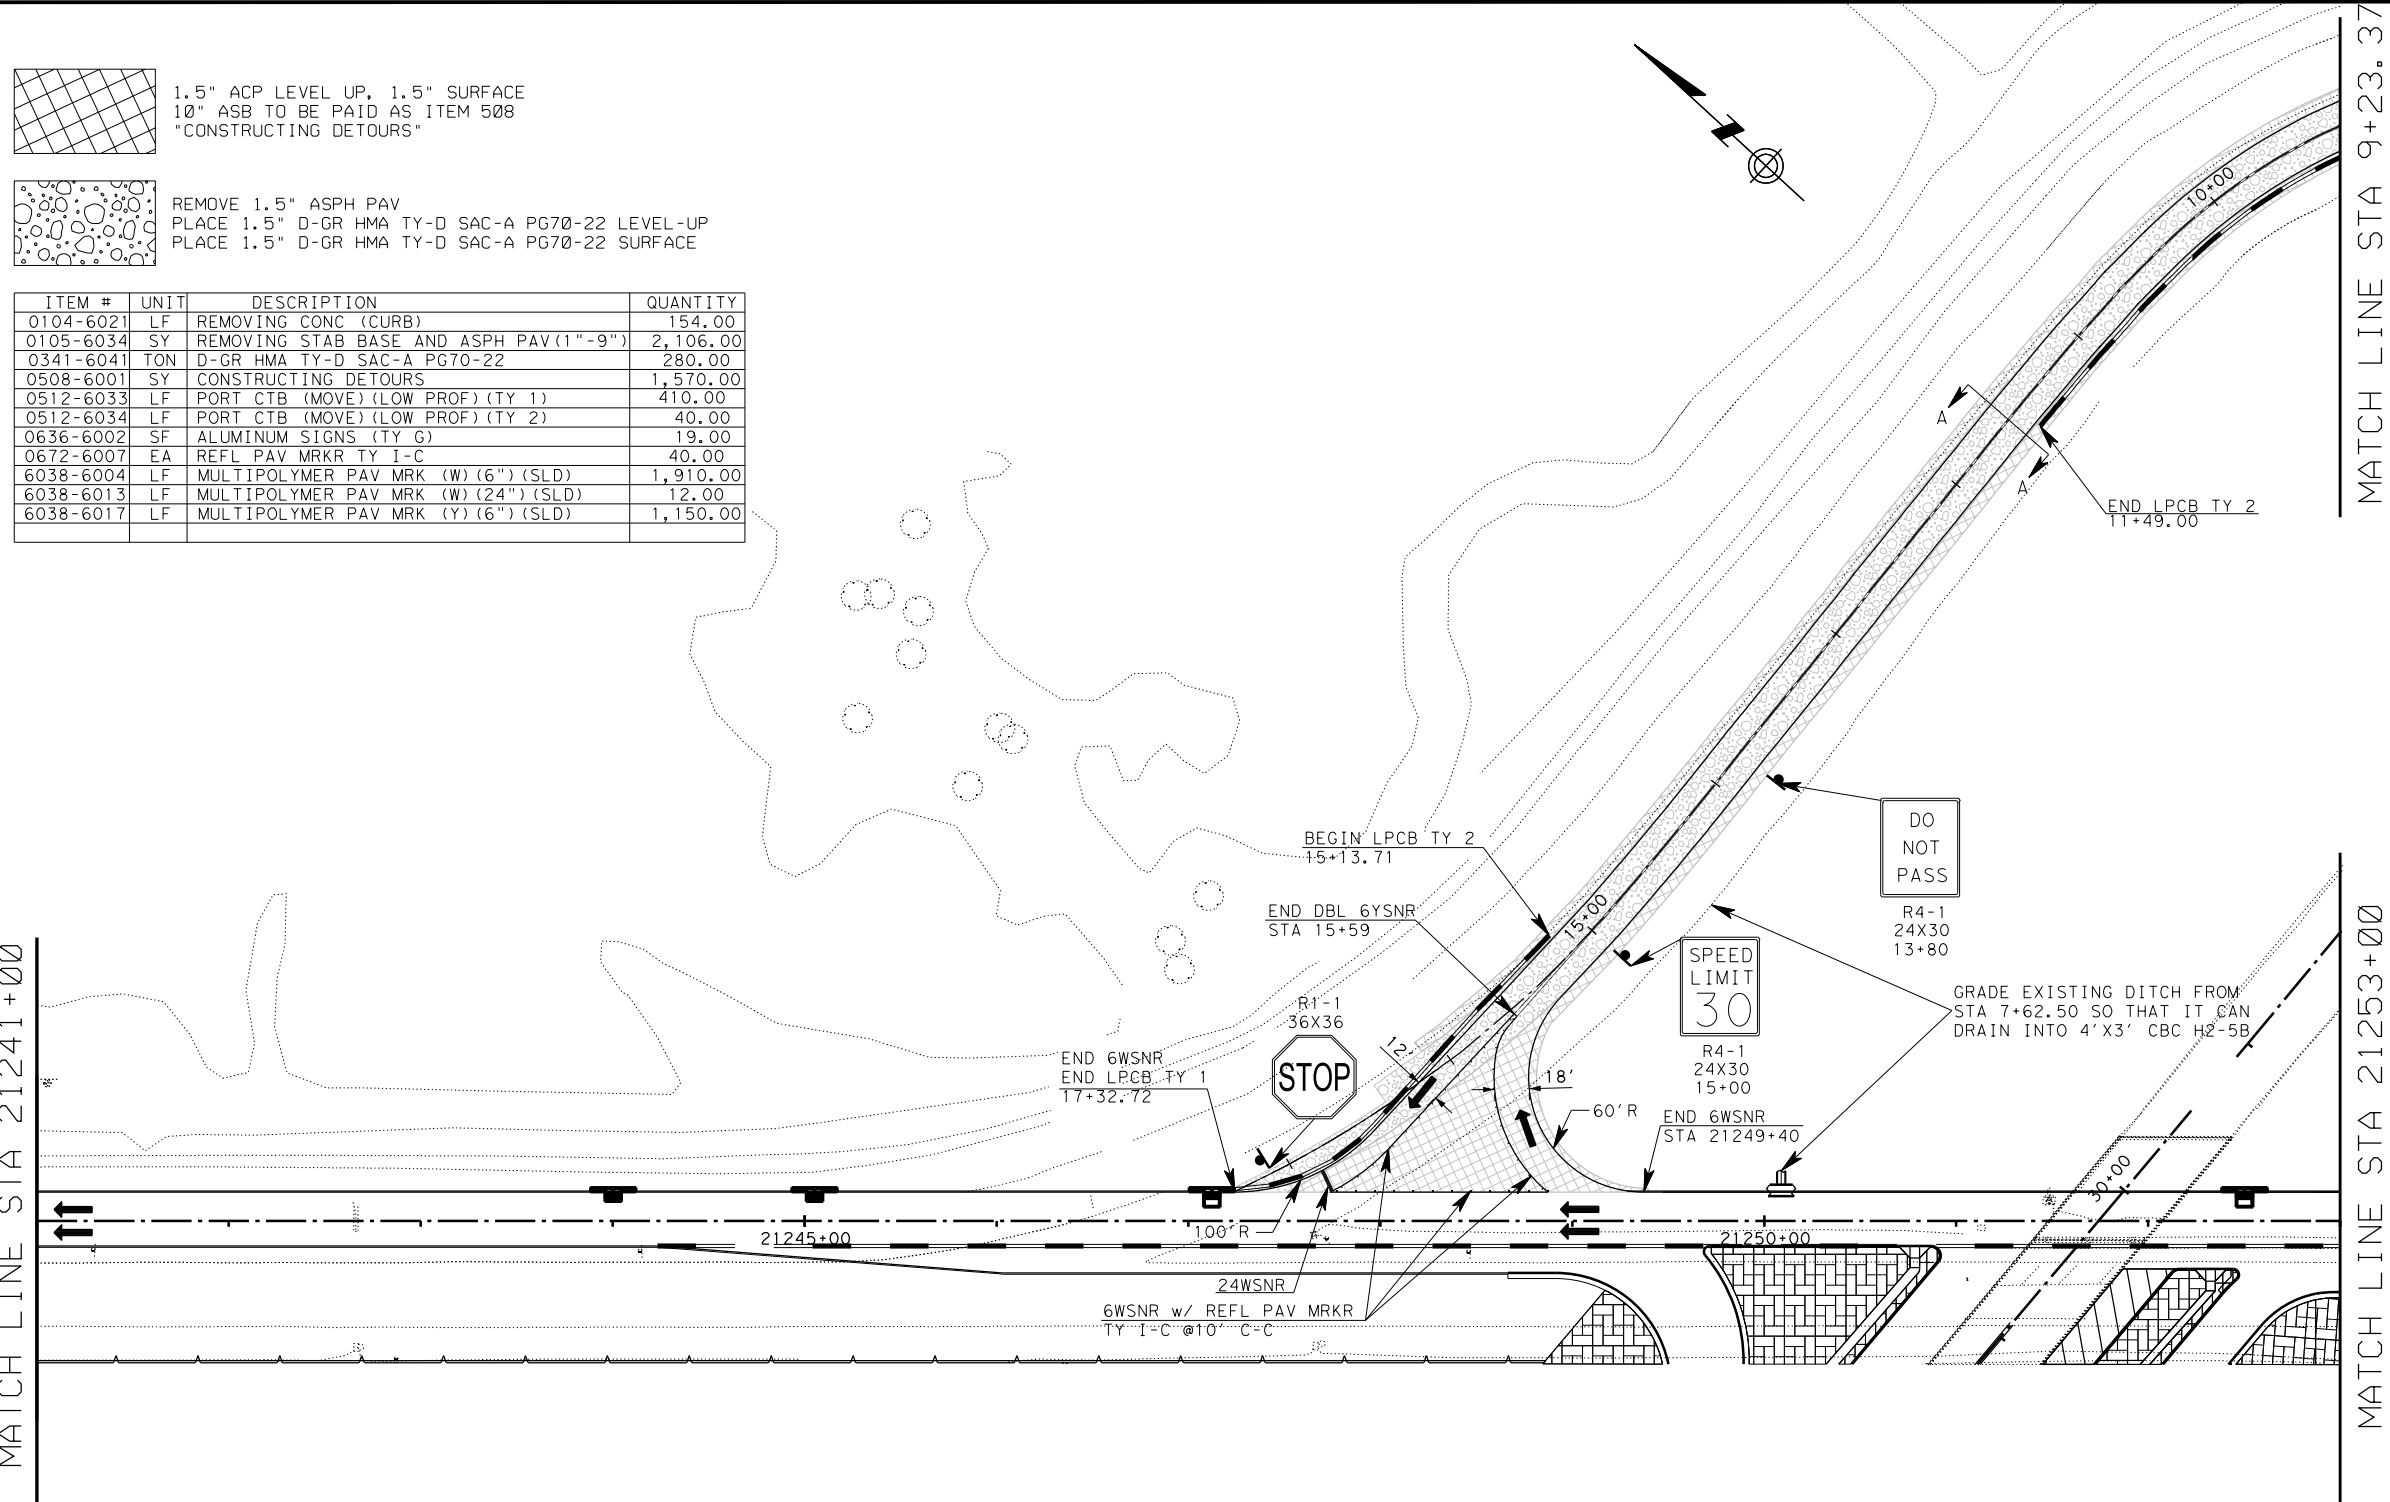 1.5" ACP LEVEL UP, 1.5" SURFACE
10" ASB TO BE PAID AS ITEM 508
"CONSTRUCTING DETOURS"
REMOVE 1.5" ASPH PAV
PLACE 1.5" D-GR HMA TY-D SAC-A PG70-22 LEVEL-UP
PLACE 1.5" D-GR HMA TY-D SAC-A PG70-22 SURFACE
ITEM # UNIT DESCRIPTION QUANTITY
0104-6021 LF REMOVING CONC (CURB) 154.00
0105-6034 SY REMOVING STAB BASE AND ASPH PAV(1"-9") 2,106.00
0341-6041 TON D-GR HMA TY-D SAC-A PG70-22 280.00
0508-6001 SY CONSTRUCTING DETOURS 1,570.00
0512-6033 LF PORT CTB (MOVE)(LOW PROF)(TY 1) 410.00
0512-6034 LF PORT CTB (MOVE)(LOW PROF)(TY 2) 40.00
0636-6002 SF ALUMINUM SIGNS (TY G) 19.00
0672-6007 EA REFL PAV MRKR TY I-C 40.00
6038-6004 LF MULTIPOLYMER PAV MRK (W)(6")(SLD) 1,910.00
6038-6013 LF MULTIPOLYMER PAV MRK (W)(24")(SLD) 12.00
6038-6017 LF MULTIPOLYMER PAV MRK (Y)(6")(SLD) 1,150.00
MATCH LINE STA 9+23.37
10+00
A
A
END LPCB TY 2
11+49.00
BEGIN LPCB TY 2
15+13.71
END DBL 6YSNR
STA 15+59
15+00
DO
NOT
PASS
R4-1
24X30
13+80
SPEED
LIMIT
30
R4-1
24X30
15+00
GRADE EXISTING DITCH FROM
STA 7+62.50 SO THAT IT CAN
DRAIN INTO 4'X3' CBC H2-5B
R1-1
36X36
STOP
END 6WSNR
END LPCB TY 1
17+32.72
12'
18'
60'R
END 6WSNR
STA 21249+40
30+00
100'R
21245+00
21250+00
24WSNR
6WSNR w/ REFL PAV MRKR
TY I-C @10' C-C
MATCH LINE STA 21241+00
MATCH LINE STA 21253+00